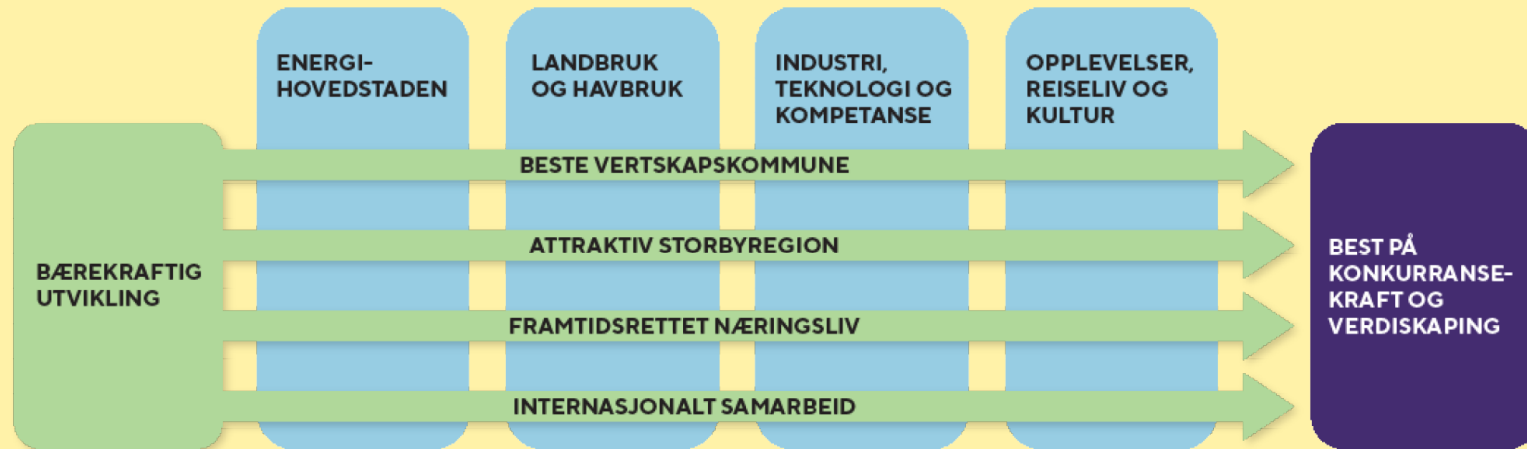 ENERGI-
HOVEDSTADEN
LANDBRUK
OG HAVBRUK
INDUSTRI,
TEKNOLOGI OG
KOMPETANSE
OPPLEVELSER,
REISELIV OG
KULTUR
BÆREKRAFTIG
UTVIKLING
BESTE VERTSKAPSKOMMUNE
ATTRAKTIV STORBYREGION
FRAMTIDSRETTET NÆRINGSLIV
INTERNASJONALT SAMARBEID
BEST PÅ
KONKURRANSE-
KRAFT OG
VERDISKAPING